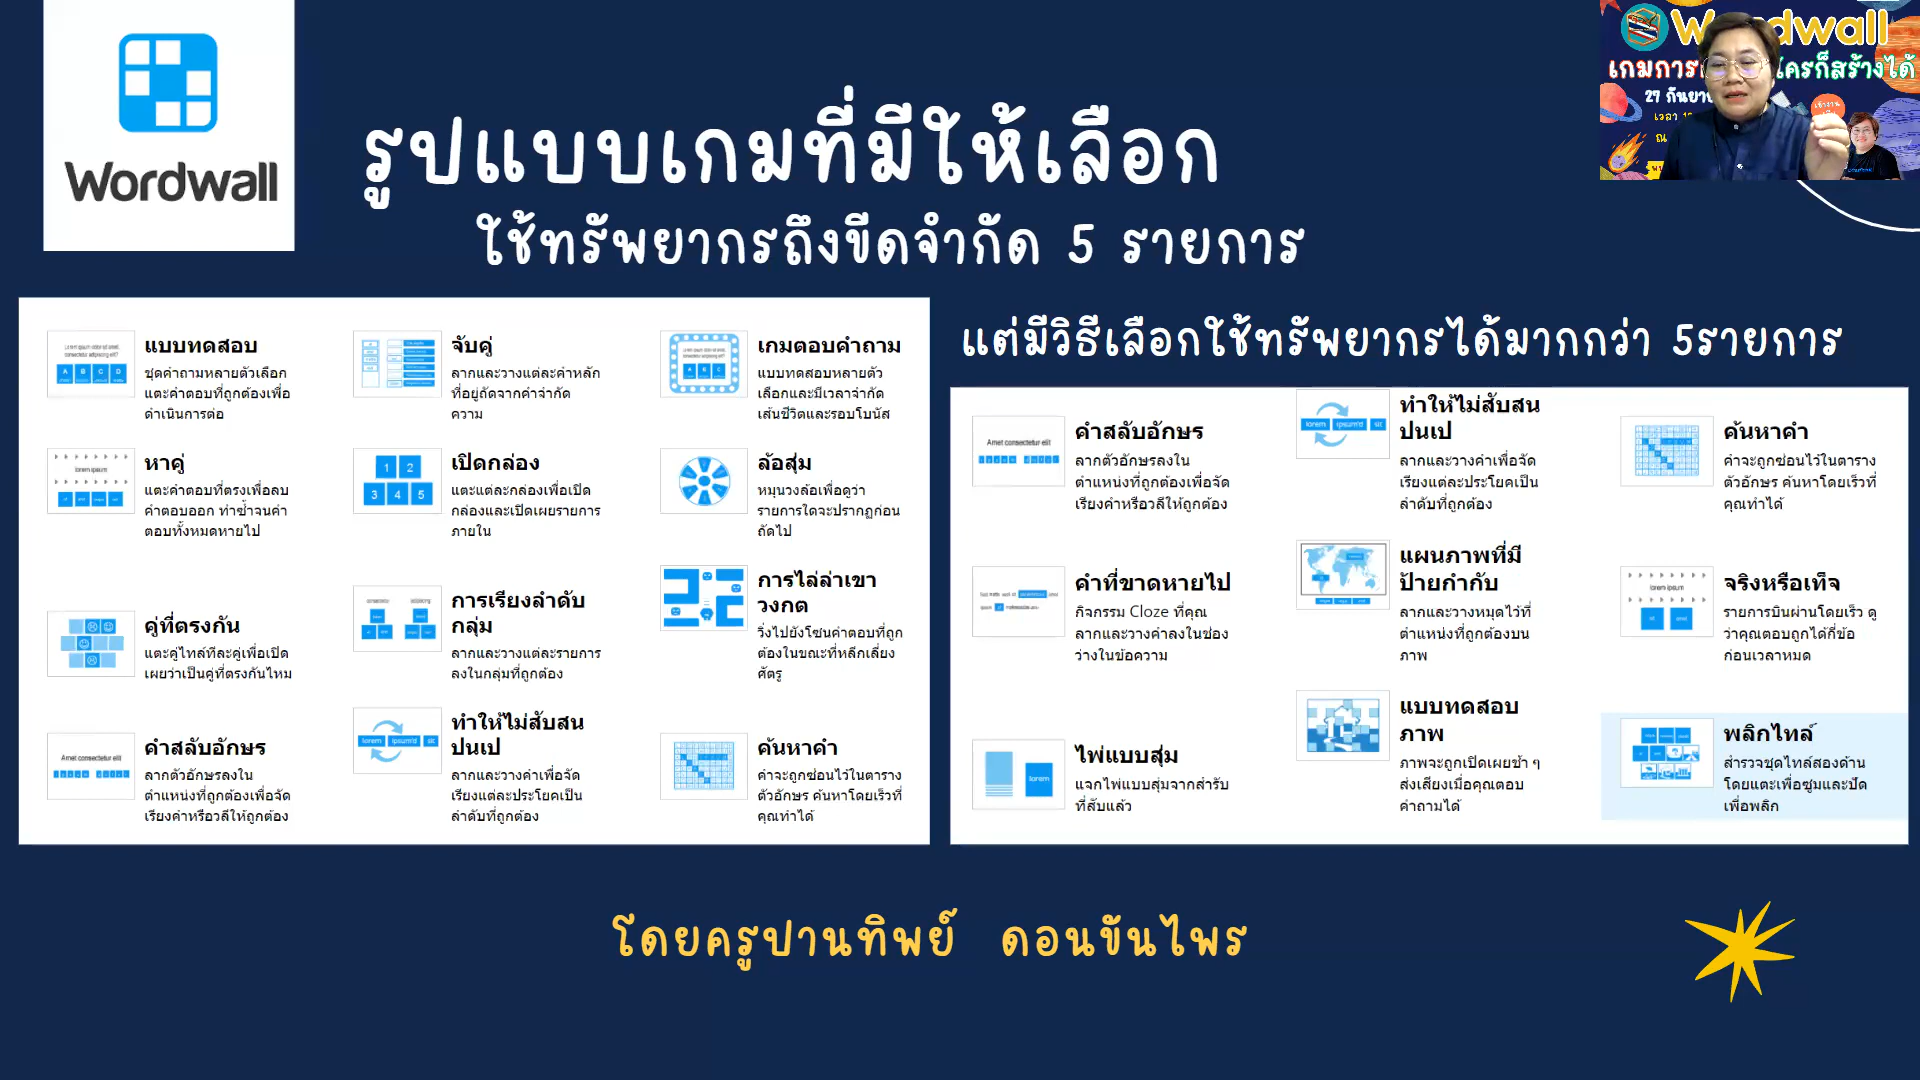 Wordwall
รูปแบบเกมที่มีให้เลือก
ใช้ทรัพยากรถึงขีดจำกัด 5 รายการ
เกมการ
ใครก็สร้างได้
27 กันยา
แบบทดสอบ
ชุดคำถามหลายตัวเลือก
แตะคำตอบที่ถูกต้องเพื่อ
ดำเนินการต่อ
จับคู่
ลากและวางแต่ละคำหลัก
ที่อยู่ถัดจากคำจำกัด
ความ
เกมตอบคำถาม
แบบทดสอบหลายตัว
เลือกและมีเวลาจำกัด
เส้นชีวิตและรอบโบนัส
หาคู่
แตะคำตอบที่ตรงเพื่อลบ
คำตอบออก ทำซ้ำจนคำ
ตอบทั้งหมดหายไป
เปิดกล่อง
แตะแต่ละกล่องเพื่อเปิด
กล่องและเปิดเผยรายการ
ภายใน
ล้อสุ่ม
หมุนวงล้อเพื่อดูว่า
รายการใดจะปรากฏก่อน
ถัดไป
คู่ที่ตรงกัน
แตะคู่ไทล์ทีละคู่เพื่อเปิด
เผยว่าเป็นคู่ที่ตรงกันไหม
การเรียงลำดับ
กลุ่ม
ลากและวางแต่ละรายการ
ลงในกลุ่มที่ถูกต้อง
การไล่ล่าเขา
วงกต
วิ่งไปยังโซนคำตอบที่ถูก
ต้องในขณะที่หลีกเลี่ยง
ศัตรู
คำสลับอักษร
ลากตัวอักษรลงใน
ตำแหน่งที่ถูกต้องเพื่อจัด
เรียงคำหรือวลีให้ถูกต้อง
ทำให้ไม่สับสน
ปนเป
ลากและวางคำเพื่อจัด
เรียงแต่ละประโยคเป็น
ลำดับที่ถูกต้อง
ค้นหาคำ
คำจะถูกซ่อนไว้ในตาราง
ตัวอักษร ค้นหาโดยเร็วที่
คุณทำได้
แต่มีวิธีเลือกใช้ทรัพยากรได้มากกว่า 5รายการ
คำสลับอักษร
ลากตัวอักษรลงใน
ตำแหน่งที่ถูกต้องเพื่อจัด
เรียงคำหรือวลีให้ถูกต้อง
ทำให้ไม่สับสน
ปนเป
ลากและวางคำเพื่อจัด
เรียงแต่ละประโยคเป็น
ลำดับที่ถูกต้อง
ค้นหาคำ
คำจะถูกซ่อนไว้ในตาราง
ตัวอักษร ค้นหาโดยเร็วที่
คุณทำได้
คำที่ขาดหายไป
กิจกรรม Cloze ที่คุณ
ลากและวางคำลงในช่อง
ว่างในข้อความ
แผนภาพที่มี
ป้ายกำกับ
ลากและวางหมุดไว้ที่
ตำแหน่งที่ถูกต้องบน
ภาพ
จริงหรือเท็จ
รายการบินผ่านโดยเร็ว ดู
ว่าคุณตอบถูกได้กี่ข้อ
ก่อนเวลาหมด
ไพ่แบบสุ่ม
แจกไพ่แบบสุ่มจากสำรับ
ที่สับแล้ว
แบบทดสอบ
ภาพ
ภาพจะถูกเปิดเผยช้า ๆ
ส่งเสียงเมื่อคุณตอบ
คำถามได้
พลิกไทล์
สำรวจชุดไทล์สองด้าน
โดยแตะเพื่อซูมและปัด
เพื่อพลิก
โดยครูปานทิพย์ ดอนขันไพร